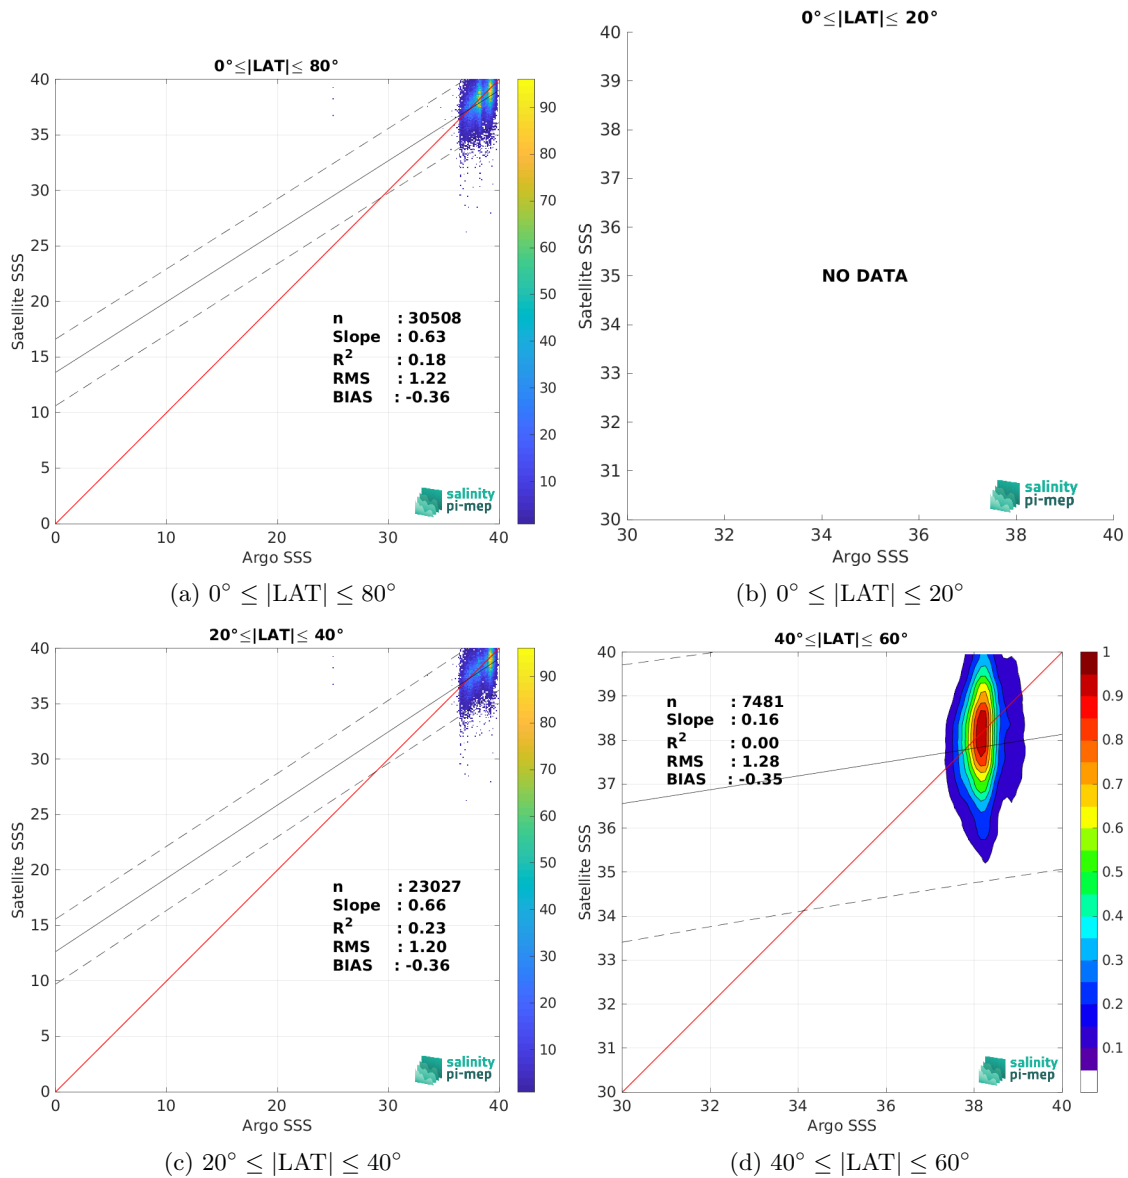 0°≤|LAT|≤ 80°
40
35
30
25
20
15
10
5
0
0
10
20
30
40
Satellite SSS
Argo SSS
n : 30508
Slope : 0.63
R² : 0.18
RMS : 1.22
BIAS : -0.36
salinity
pi-mep
90
80
70
60
50
40
30
20
10
(a) 0° ≤ |LAT| ≤ 80°
0°≤|LAT|≤ 20°
40
39
38
37
36
35
34
33
32
31
30
30
32
34
36
38
40
Satellite SSS
Argo SSS
NO DATA
salinity
pi-mep
(b) 0° ≤ |LAT| ≤ 20°
20°≤|LAT|≤ 40°
40
35
30
25
20
15
10
5
0
0
10
20
30
40
Satellite SSS
Argo SSS
n : 23027
Slope : 0.66
R² : 0.23
RMS : 1.20
BIAS : -0.36
salinity
pi-mep
90
80
70
60
50
40
30
20
10
(c) 20° ≤ |LAT| ≤ 40°
40°≤|LAT|≤ 60°
40
39
38
37
36
35
34
33
32
31
30
30
32
34
36
38
40
Satellite SSS
Argo SSS
n : 7481
Slope : 0.16
R² : 0.00
RMS : 1.28
BIAS : -0.35
salinity
pi-mep
1
0.9
0.8
0.7
0.6
0.5
0.4
0.3
0.2
0.1
(d) 40° ≤ |LAT| ≤ 60°